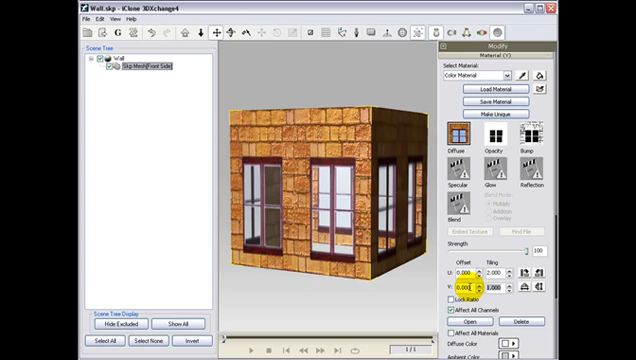 Wall.skp - iClone 3DXchange4
File Edit View Help
Scene Tree
Wall
Skp Mesh[Front Side]
Scene Tree Display
Hide Excluded
Show All
Select All
Select None
Invert
1 / 1
Modify
Material (Y)
Select Material:
Color Material
Load Material
Save Material
Make Unique
Diffuse
Opacity
Bump
Specular
Glow
Reflection
Blend
Blend Mode:
Multiply
Addition
Overlay
Embed Texture
Find File
Strength
100
Offset
Tiling
U: 0.000 2.000
V: 0.000 1.000
Lock Ratio
Affect All Channels
Open
Delete
Affect All Materials
Diffuse Color
Ambient Color